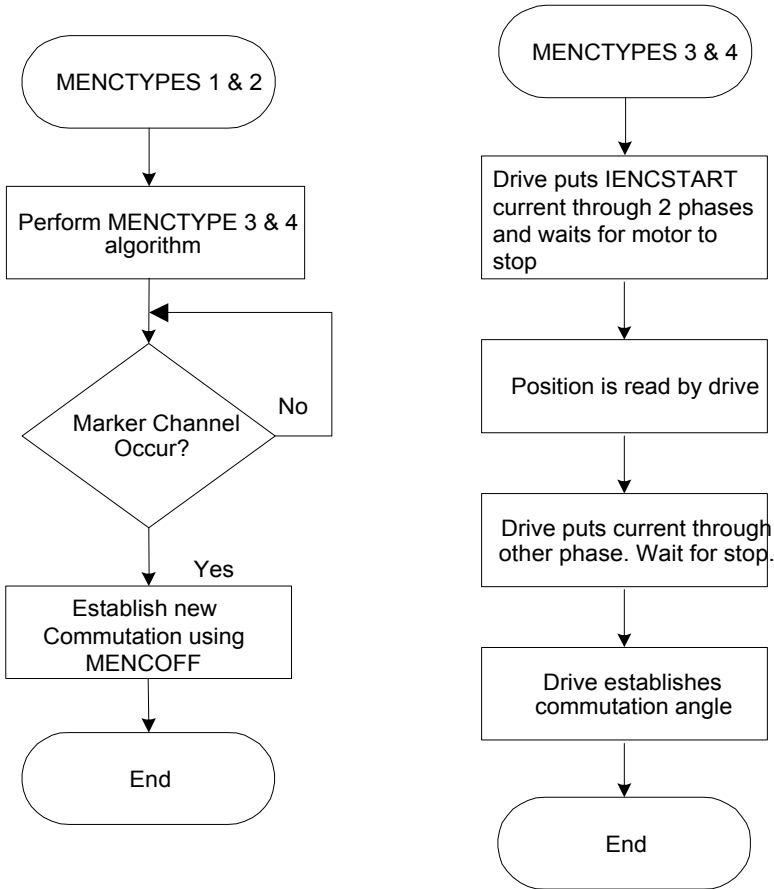 MENCTYPES 1 & 2
Perform MENCTYPE 3 & 4
algorithm
Marker Channel
Occur?
No
Yes
Establish new
Commutation using
MENCOFF
End
MENCTYPES 3 & 4
Drive puts IENCSTART
current through 2 phases
and waits for motor to
stop
Position is read by drive
Drive puts current through
other phase. Wait for stop.
Drive establishes
commutation angle
End